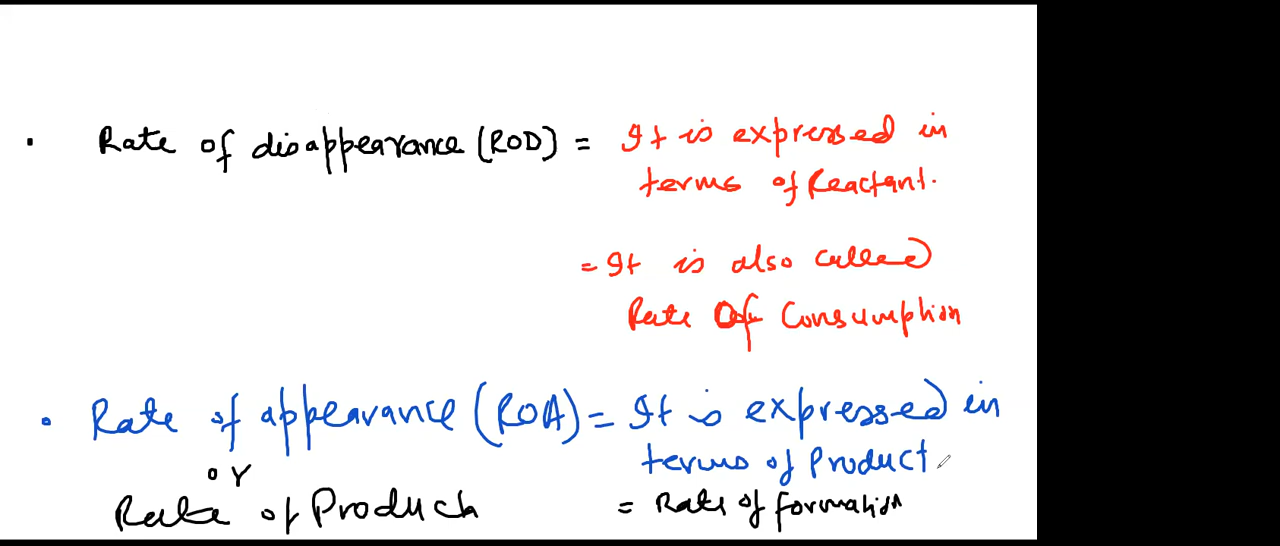 • Rate of disappearance (ROD) = It is expressed in
terms of Reactant.
= It is also called
Rate Of Consumption
• Rate of appearance (ROA) = It is expressed in
terms of Product
or
Rate of Product
= Rate of formation